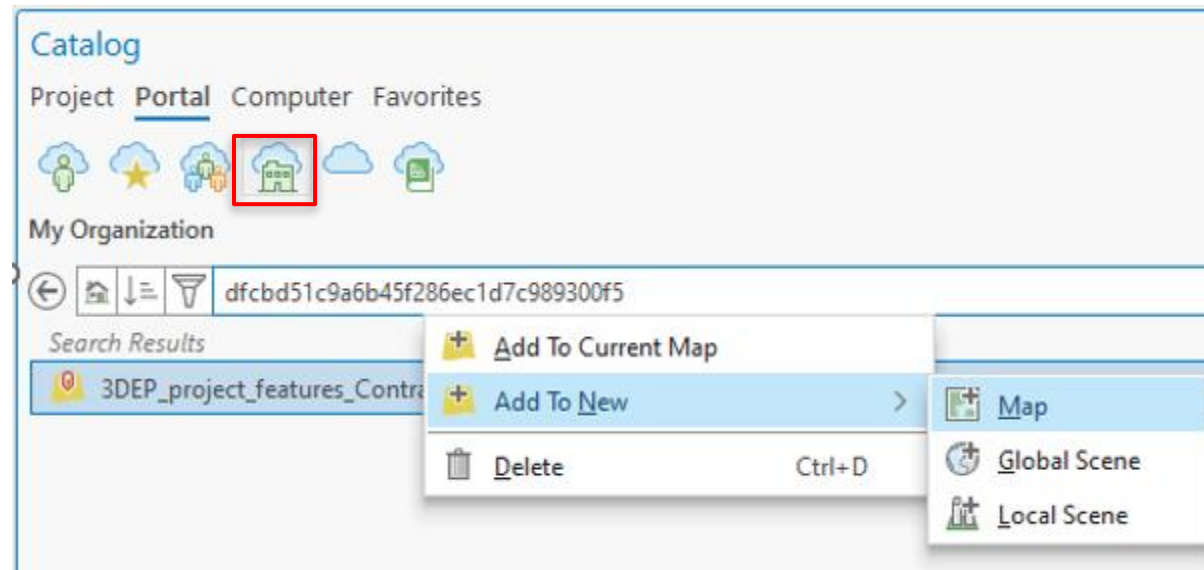 Catalog
Project Portal Computer Favorites
My Organization
dfcbd51c9a6b45f286ec1d7c989300f5
Search Results
Add To Current Map
3DEP_project_features_Contra
Add To New
Map
Delete Ctrl+D
Global Scene
Local Scene